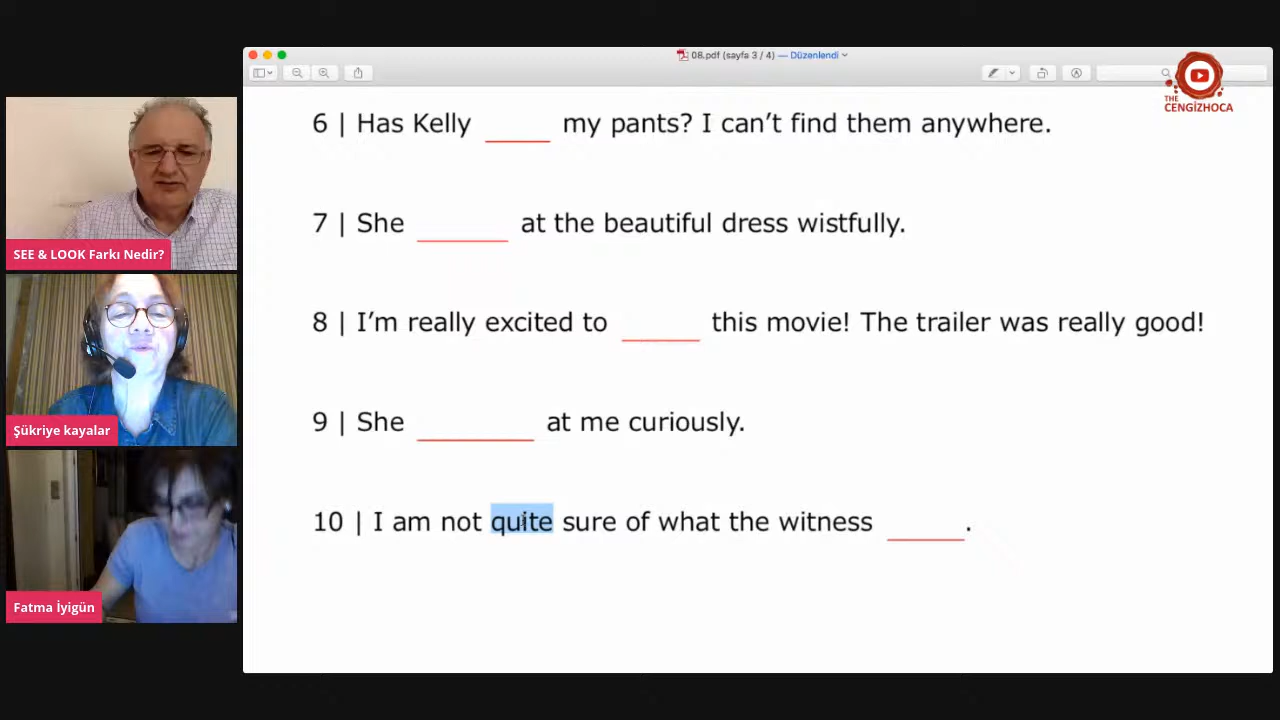 08.pdf (sayfa 3 / 4) — Düzenlendi
THE
CENGİZHOCA
6 | Has Kelly _____ my pants? I can’t find them anywhere.
7 | She _______ at the beautiful dress wistfully.
8 | I’m really excited to ______ this movie! The trailer was really good!
9 | She _________ at me curiously.
10 | I am not quite sure of what the witness ______.
SEE & LOOK Farkı Nedir?
Şükriye kayalar
Fatma İyigün